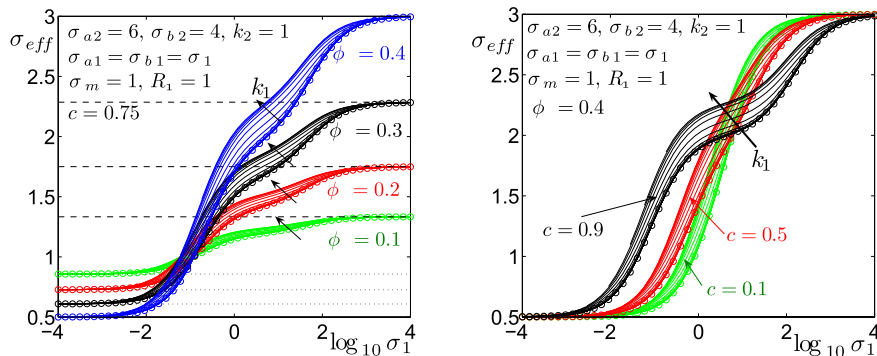 3
2.5
2
1.5
1
0.5
σ_eff
σ_a2 = 6, σ_b2 = 4, k_2 = 1
σ_a1 = σ_b1 = σ_1
σ_m = 1, R_1 = 1
c = 0.75
k_1
ϕ = 0.4
ϕ = 0.3
ϕ = 0.2
ϕ = 0.1
−4
−2
0
2
4
log_10 σ_1
3
2.5
2
1.5
1
0.5
σ_eff
σ_a2 = 6, σ_b2 = 4, k_2 = 1
σ_a1 = σ_b1 = σ_1
σ_m = 1, R_1 = 1
ϕ = 0.4
k_1
c = 0.9
c = 0.5
c = 0.1
−4
−2
0
2
4
log_10 σ_1